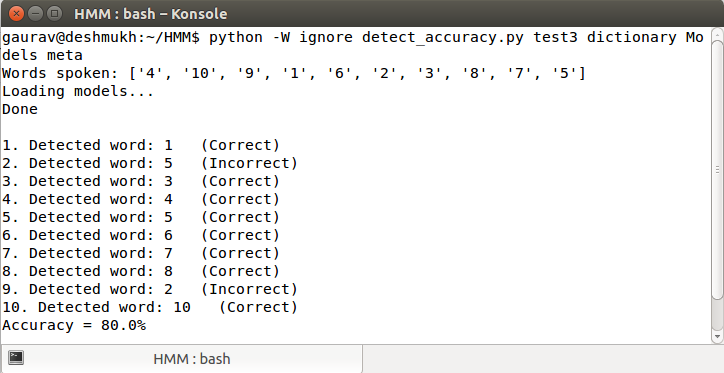 HMM : bash – Konsole
gaurav@deshmukh:~/HMM$ python -W ignore detect_accuracy.py test3 dictionary Mo
dels meta
Words spoken: ['4', '10', '9', '1', '6', '2', '3', '8', '7', '5']
Loading models...
Done
1. Detected word: 1   (Correct)
2. Detected word: 5   (Incorrect)
3. Detected word: 3   (Correct)
4. Detected word: 4   (Correct)
5. Detected word: 5   (Correct)
6. Detected word: 6   (Correct)
7. Detected word: 7   (Correct)
8. Detected word: 8   (Correct)
9. Detected word: 2   (Incorrect)
10. Detected word: 10   (Correct)
Accuracy = 80.0%
HMM : bash